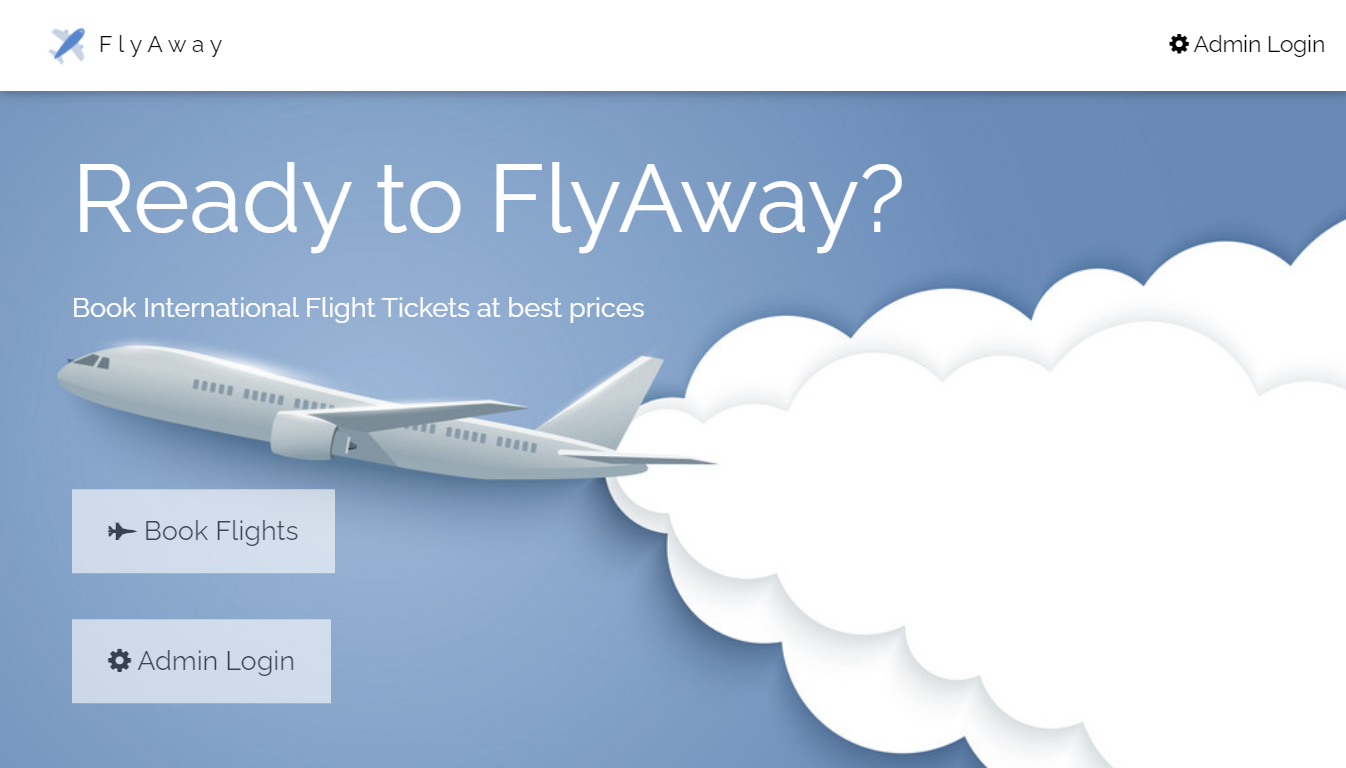 FlyAway
Admin Login
Ready to FlyAway?
Book International Flight Tickets at best prices
Book Flights
Admin Login